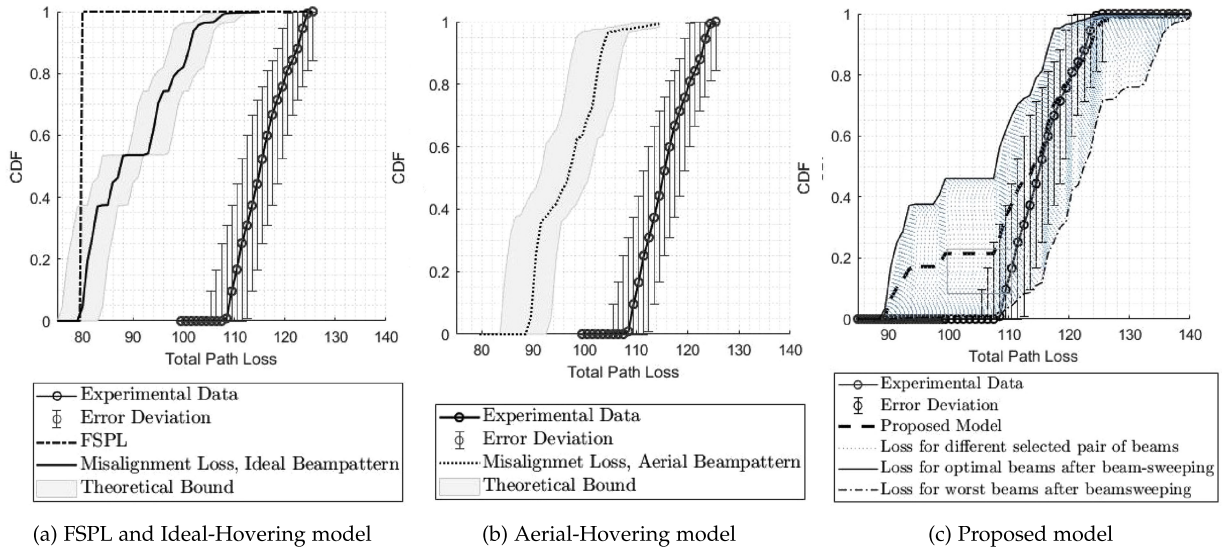 1
0.8
0.6
0.4
0.2
0
CDF
80
90
100
110
120
130
140
Total Path Loss
Experimental Data
Error Deviation
FSPL
Misalignment Loss, Ideal Beampattern
Theoretical Bound
(a) FSPL and Ideal-Hovering model
1
0.8
0.6
0.4
0.2
0
CDF
80
90
100
110
120
130
140
Total Path Loss
Experimental Data
Error Deviation
Misalignmet Loss, Aerial Beampattern
Theoretical Bound
(b) Aerial-Hovering model
1
0.8
0.6
0.4
0.2
0
CDF
90
100
110
120
130
140
Total Path Loss
Experimental Data
Error Deviation
Proposed Model
Loss for different selected pair of beams
Loss for optimal beams after beam-sweeping
Loss for worst beams after beamsweeping
(c) Proposed model